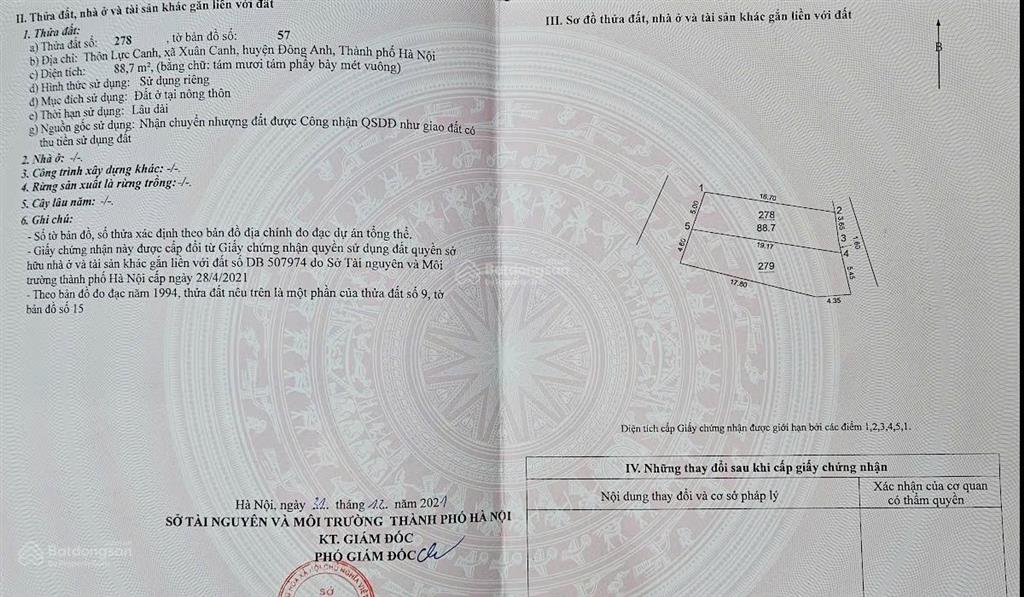 II. Thửa đất, nhà ở và tài sản khác gắn liền với đất
1. Thửa đất:
a) Thửa đất số: 278 , tờ bản đồ số: 57
b) Địa chỉ: Thôn Lực Canh, xã Xuân Canh, huyện Đông Anh, Thành phố Hà Nội
c) Diện tích: 88,7 m², (bằng chữ: tám mươi tám phẩy bảy mét vuông)
d) Hình thức sử dụng: Sử dụng riêng
đ) Mục đích sử dụng: Đất ở tại nông thôn
e) Thời hạn sử dụng: Lâu dài
g) Nguồn gốc sử dụng: Nhận chuyển nhượng đất được Công nhận QSDĐ như giao đất có
thu tiền sử dụng đất
2. Nhà ở: -/-.
3. Công trình xây dựng khác: -/-.
4. Rừng sản xuất là rừng trồng: -/-.
5. Cây lâu năm: -/-.
6. Ghi chú:
- Số tờ bản đồ, số thửa xác định theo bản đồ địa chính đo đạc dự án tổng thể.
- Giấy chứng nhận này được cấp đổi từ Giấy chứng nhận quyền sử dụng đất quyền sở
hữu nhà ở và tài sản khác gắn liền với đất số DB 507974 do Sở Tài nguyên và Môi
trường thành phố Hà Nội cấp ngày 28/4/2021
- Theo bản đồ đo đạc năm 1994, thửa đất nêu trên là một phần của thửa đất số 9, tờ
bản đồ số 15
Hà Nội, ngày 31. tháng 12. năm 2021
SỞ TÀI NGUYÊN VÀ MÔI TRƯỜNG THÀNH PHỐ HÀ NỘI
KT. GIÁM ĐỐC
PHÓ GIÁM ĐỐC
SỞ
Batdongsan
III. Sơ đồ thửa đất, nhà ở và tài sản khác gắn liền với đất
B
1
16.70
2
5.00
278
88.7
3.65
1.60
5
3
19.17
4
4.60
279
5.45
17.60
4.35
Batdongsan
Diện tích cấp Giấy chứng nhận được giới hạn bởi các điểm 1,2,3,4,5,1.
IV. Những thay đổi sau khi cấp giấy chứng nhận
Nội dung thay đổi và cơ sở pháp lý
Xác nhận của cơ quan
có thẩm quyền
Batdongsan